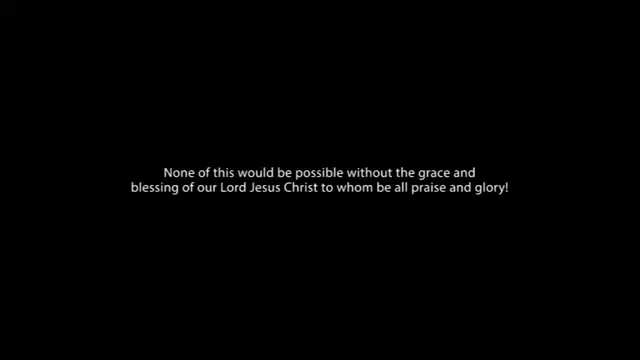 None of this would be possible without the grace and
blessing of our Lord Jesus Christ to whom be all praise and glory!